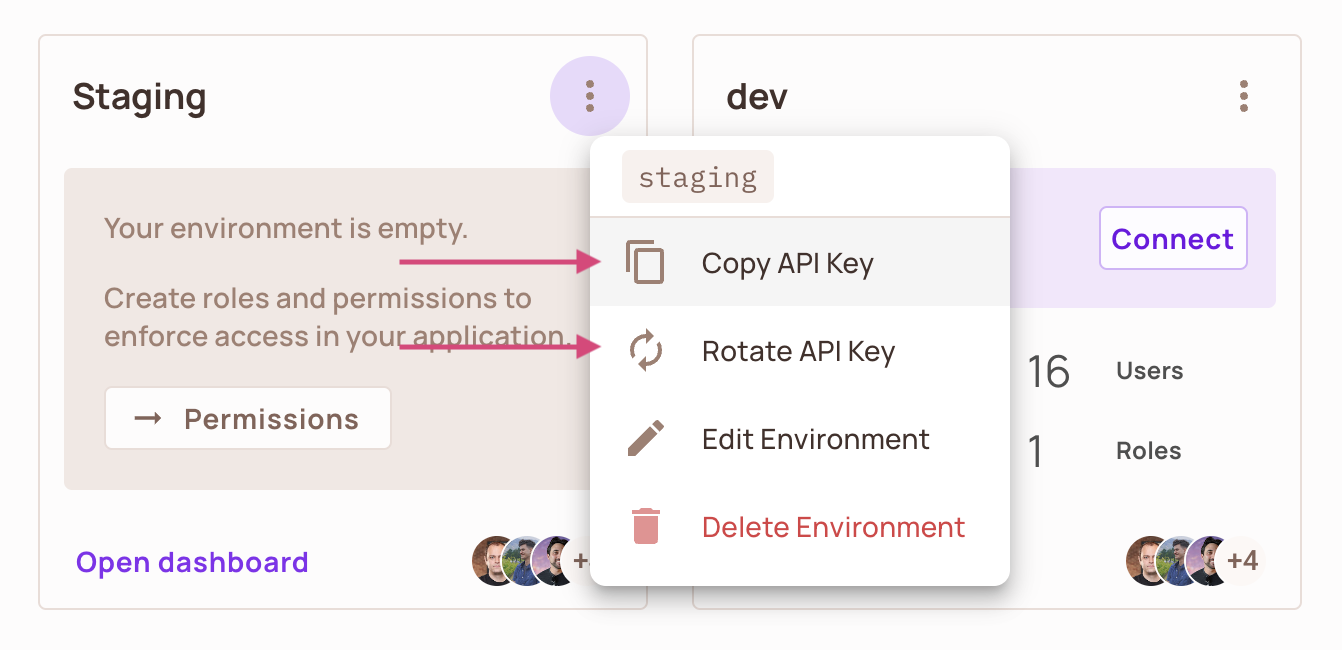 Staging
dev
staging
Your environment is empty.
Connect
Copy API Key
Create roles and permissions to
enforce access in your application.
Rotate API Key
16 Users
→ Permissions
Edit Environment
1 Roles
Delete Environment
Open dashboard
+4